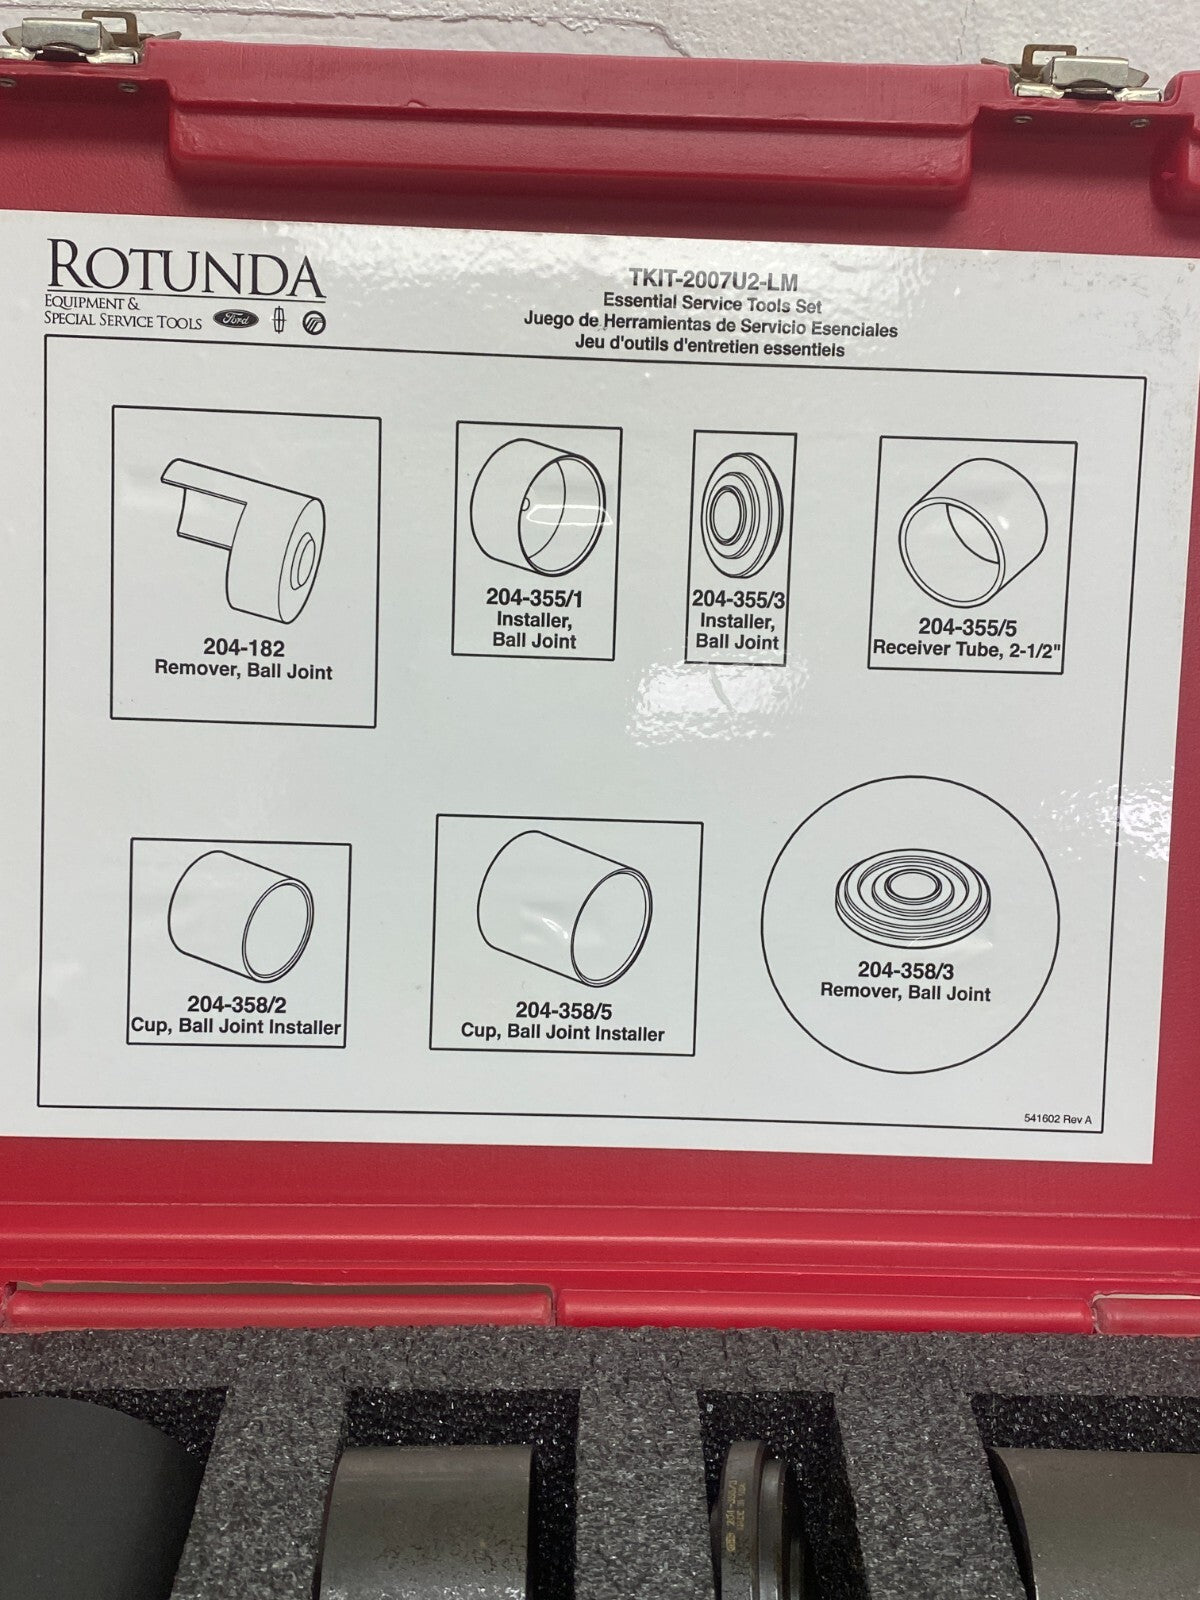 ROTUNDA
EQUIPMENT &
SPECIAL SERVICE TOOLS Ford
TKIT-2007U2-LM
Essential Service Tools Set
Juego de Herramientas de Servicio Esenciales
Jeu d'outils d'entretien essentiels
204-182
Remover, Ball Joint
204-355/1
Installer,
Ball Joint
204-355/3
Installer,
Ball Joint
204-355/5
Receiver Tube, 2-1/2"
204-358/2
Cup, Ball Joint Installer
204-358/5
Cup, Ball Joint Installer
204-358/3
Remover, Ball Joint
541602 Rev A